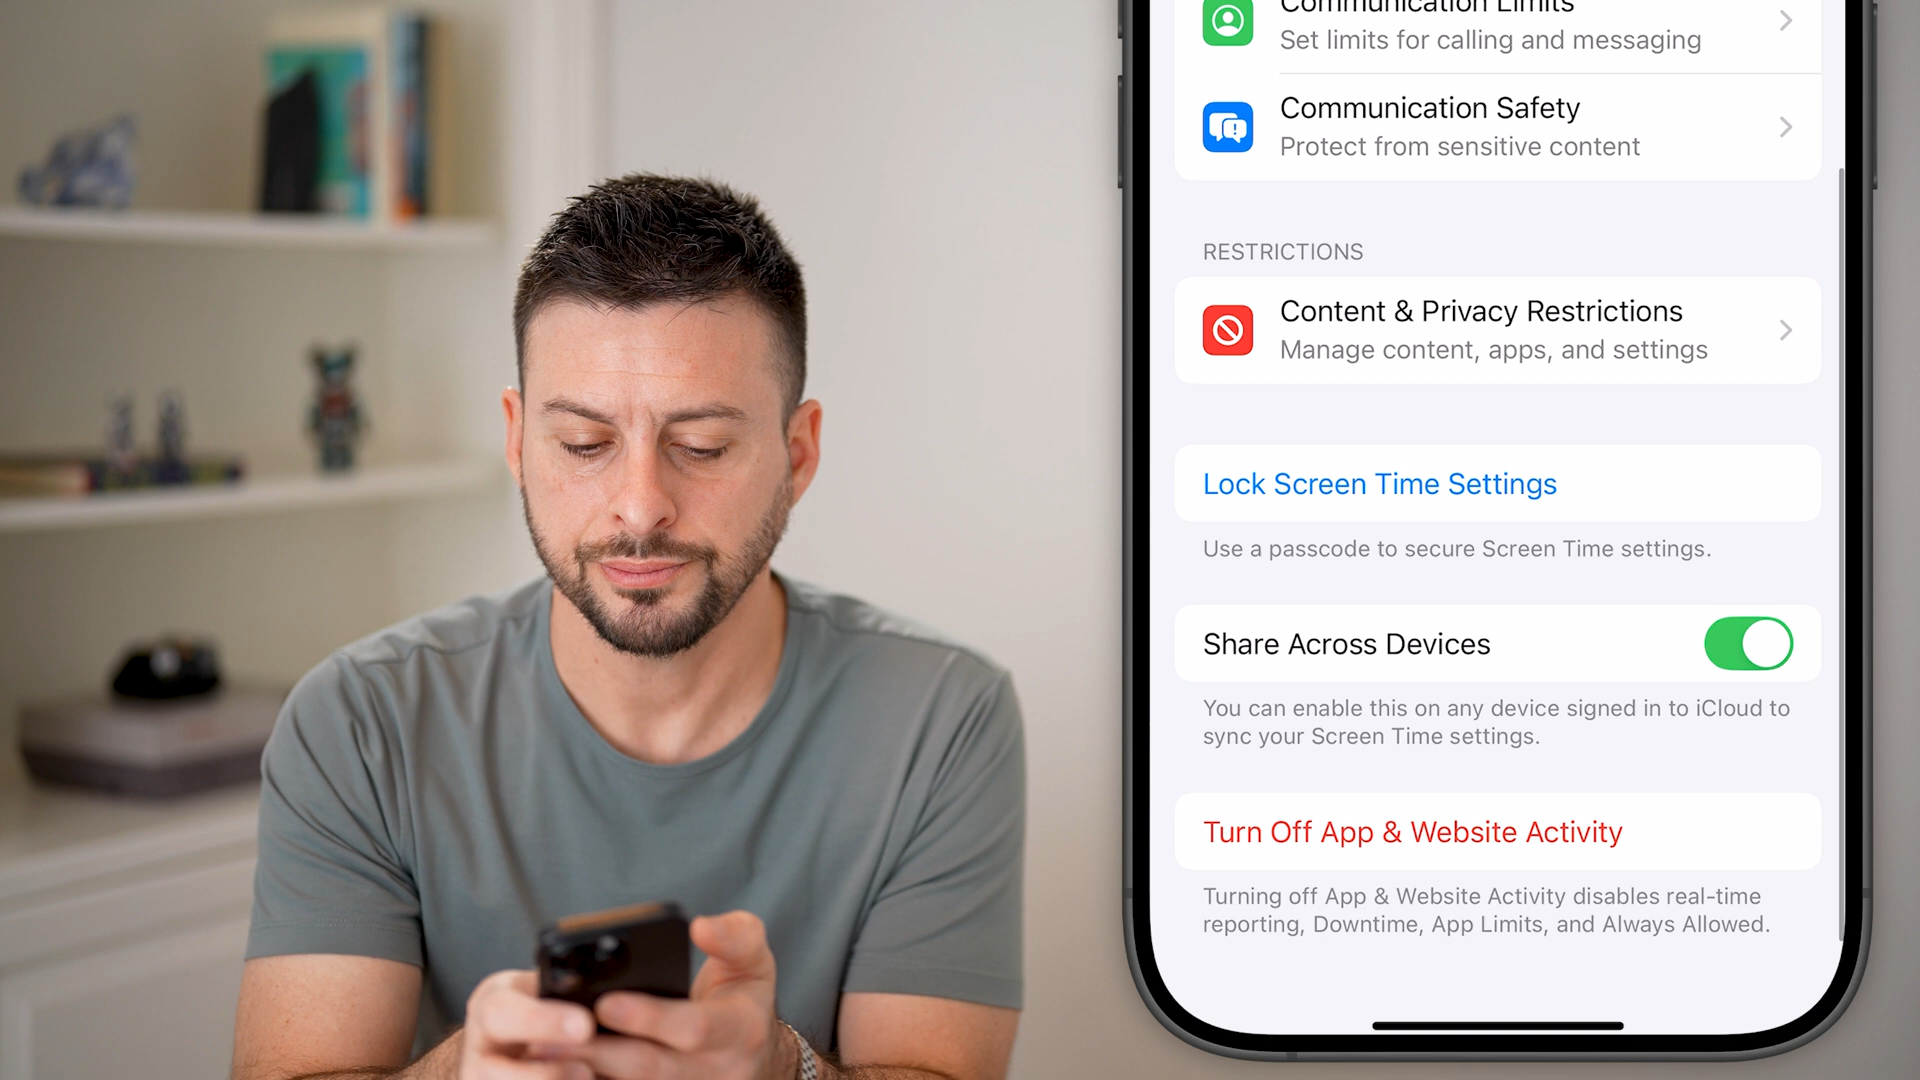 Communication Limits
Set limits for calling and messaging
Communication Safety
Protect from sensitive content
RESTRICTIONS
Content & Privacy Restrictions
Manage content, apps, and settings
Lock Screen Time Settings
Use a passcode to secure Screen Time settings.
Share Across Devices
You can enable this on any device signed in to iCloud to
sync your Screen Time settings.
Turn Off App & Website Activity
Turning off App & Website Activity disables real-time
reporting, Downtime, App Limits, and Always Allowed.